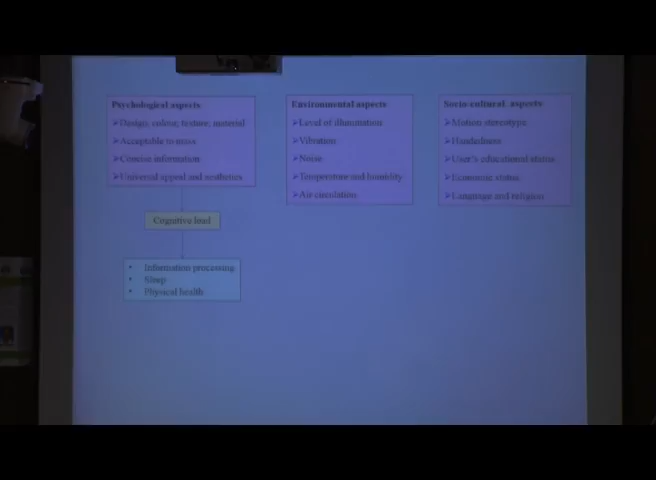 Psychological aspects
➢Design, colour, texture, material
➢Acceptable to mass
➢Concise information
➢Universal appeal and aesthetics
Cognitive load
• Information processing
• Sleep
• Physical health
Environmental aspects
➢Level of illumination
➢Vibration
➢Noise
➢Temperature and humidity
➢Air circulation
Socio-cultural aspects
➢Motion stereotype
➢Handedness
➢User's educational status
➢Economic status
➢Language and religion